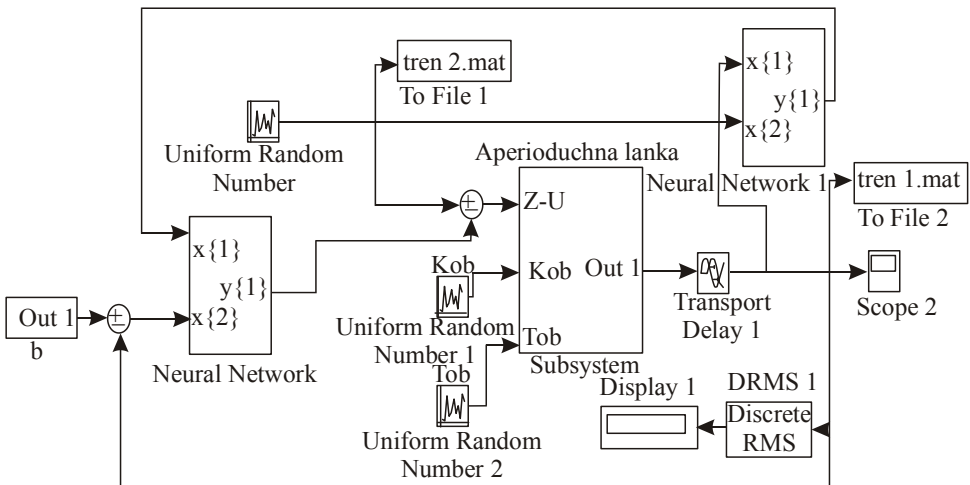 tren 2.mat
To File 1
x{1}
y{1}
x{2}
Neural Network 1
Uniform Random
Number
Aperioduchna lanka
Z-U
Kob
Out 1
Tob
Subsystem
tren 1.mat
To File 2
x{1}
y{1}
x{2}
Neural Network
Out 1
b
Kob
Uniform Random
Number 1
Tob
Uniform Random
Number 2
Transport
Delay 1
Scope 2
Display 1
DRMS 1
Discrete
RMS